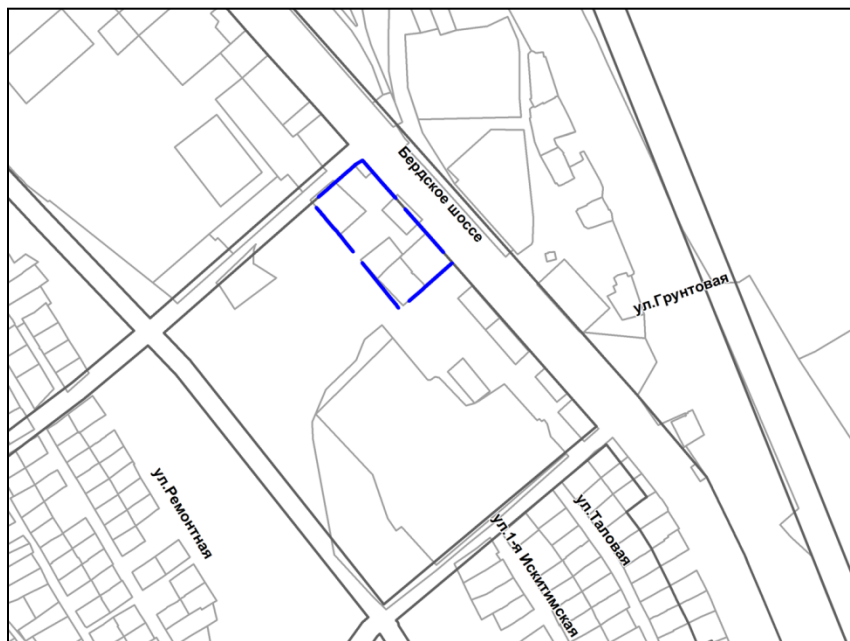 Бердское шоссе
ул.Грунтовая
ул.Ремонтная
ул.1-я Искитимская
ул.Таловая